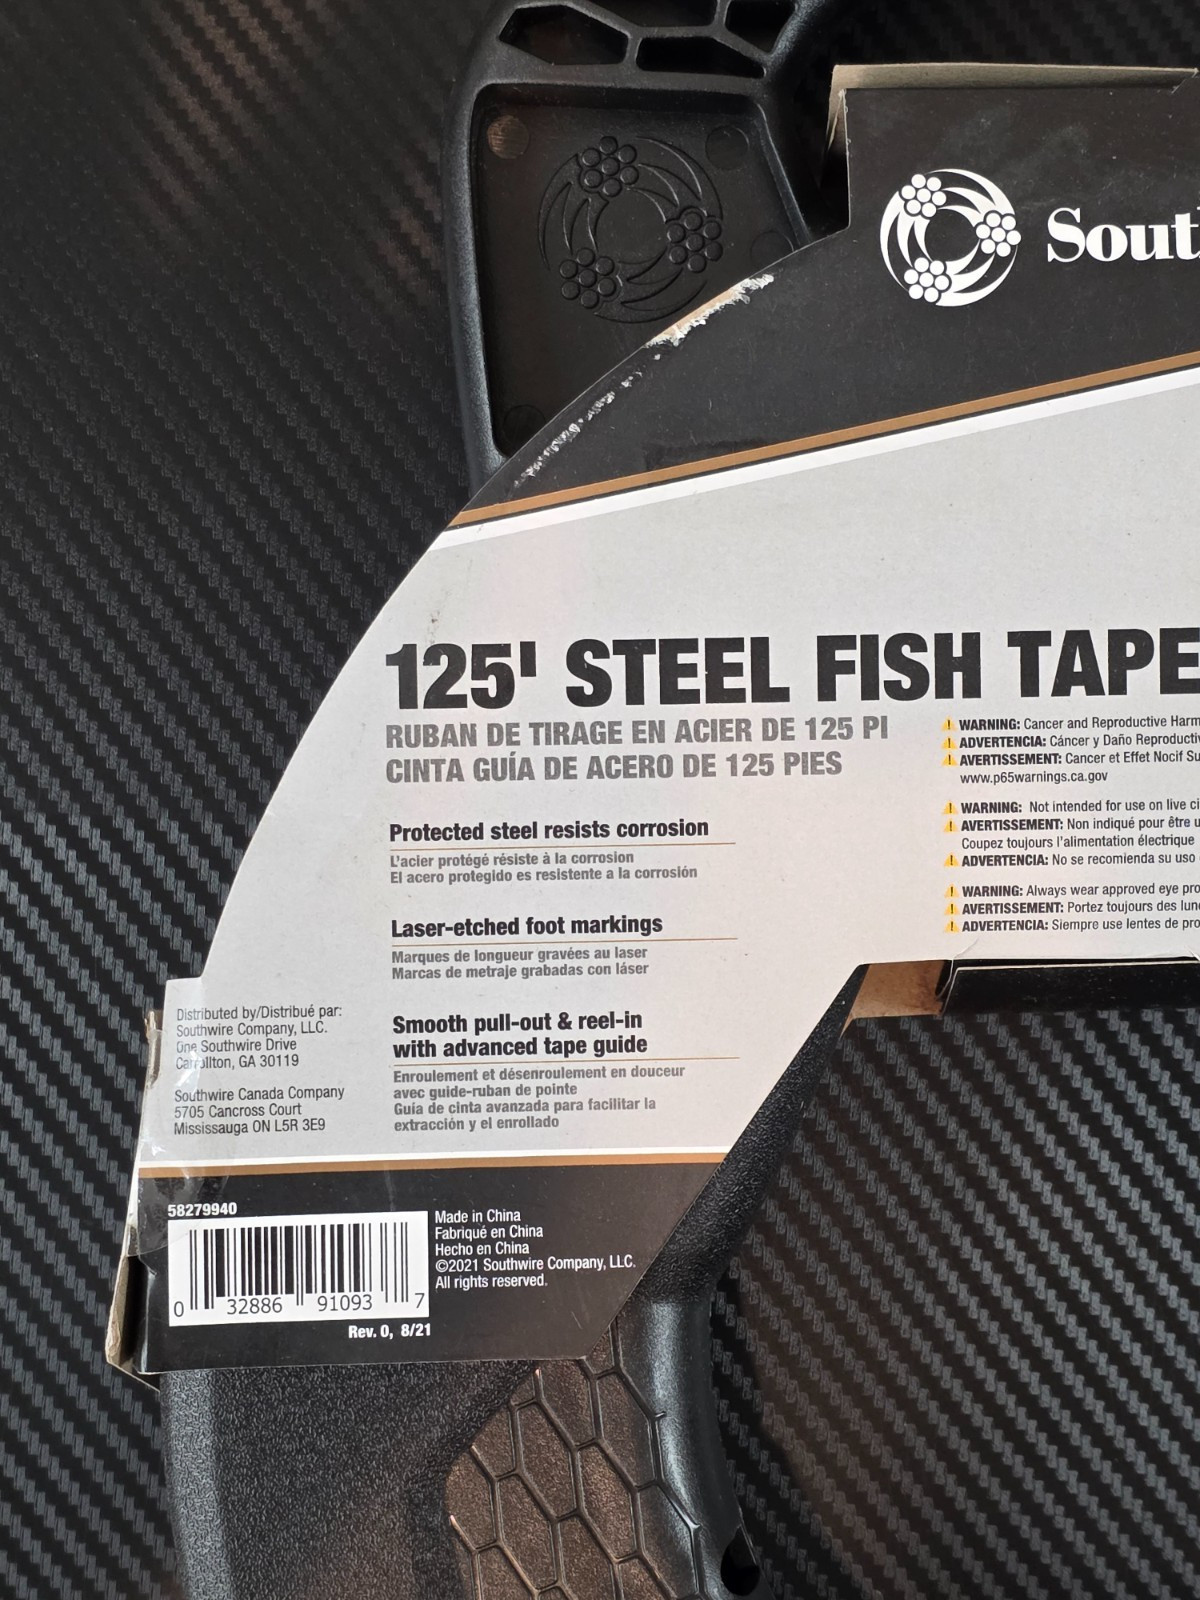 125' STEEL FISH TAPE
RUBAN DE TIRAGE EN ACIER DE 125 PI
CINTA GUÍA DE ACERO DE 125 PIES
Protected steel resists corrosion
L'acier protégé résiste à la corrosion
El acero protegido es resistente a la corrosión
Laser-etched foot markings
Marques de longueur gravées au laser
Marcas de metraje grabadas con láser
Smooth pull-out & reel-in
with advanced tape guide
Enroulement et désenroulement en douceur
avec guide-ruban de pointe
Guía de cinta avanzada para facilitar la
extracción y el enrollado
WARNING: Cancer and Reproductive Harm
ADVERTENCIA: Cáncer y Daño
AVERTISSEMENT: Cancer et Effet Nocif
www.p65warnings.ca.gov
WARNING: Not intended for use on live
AVERTISSEMENT: Non indiqué pour être
Coupez toujours l'alimentation électrique
ADVERTENCIA: No se recomienda su uso
WARNING: Always wear approved eye
AVERTISSEMENT: Portez toujours des
ADVERTENCIA: Siempre use lentes de
Distributed by/Distribué par:
Southwire Company, LLC.
One Southwire Drive
Carrollton, GA 30119
Southwire Canada Company
5705 Cancross Court
Mississauga ON L5R 3E9
58279940
0 32886 91093 7
Rev. 0, 8/21
Made in China
Fabriqué en China
Hecho en China
©2021 Southwire Company, LLC.
All rights reserved.